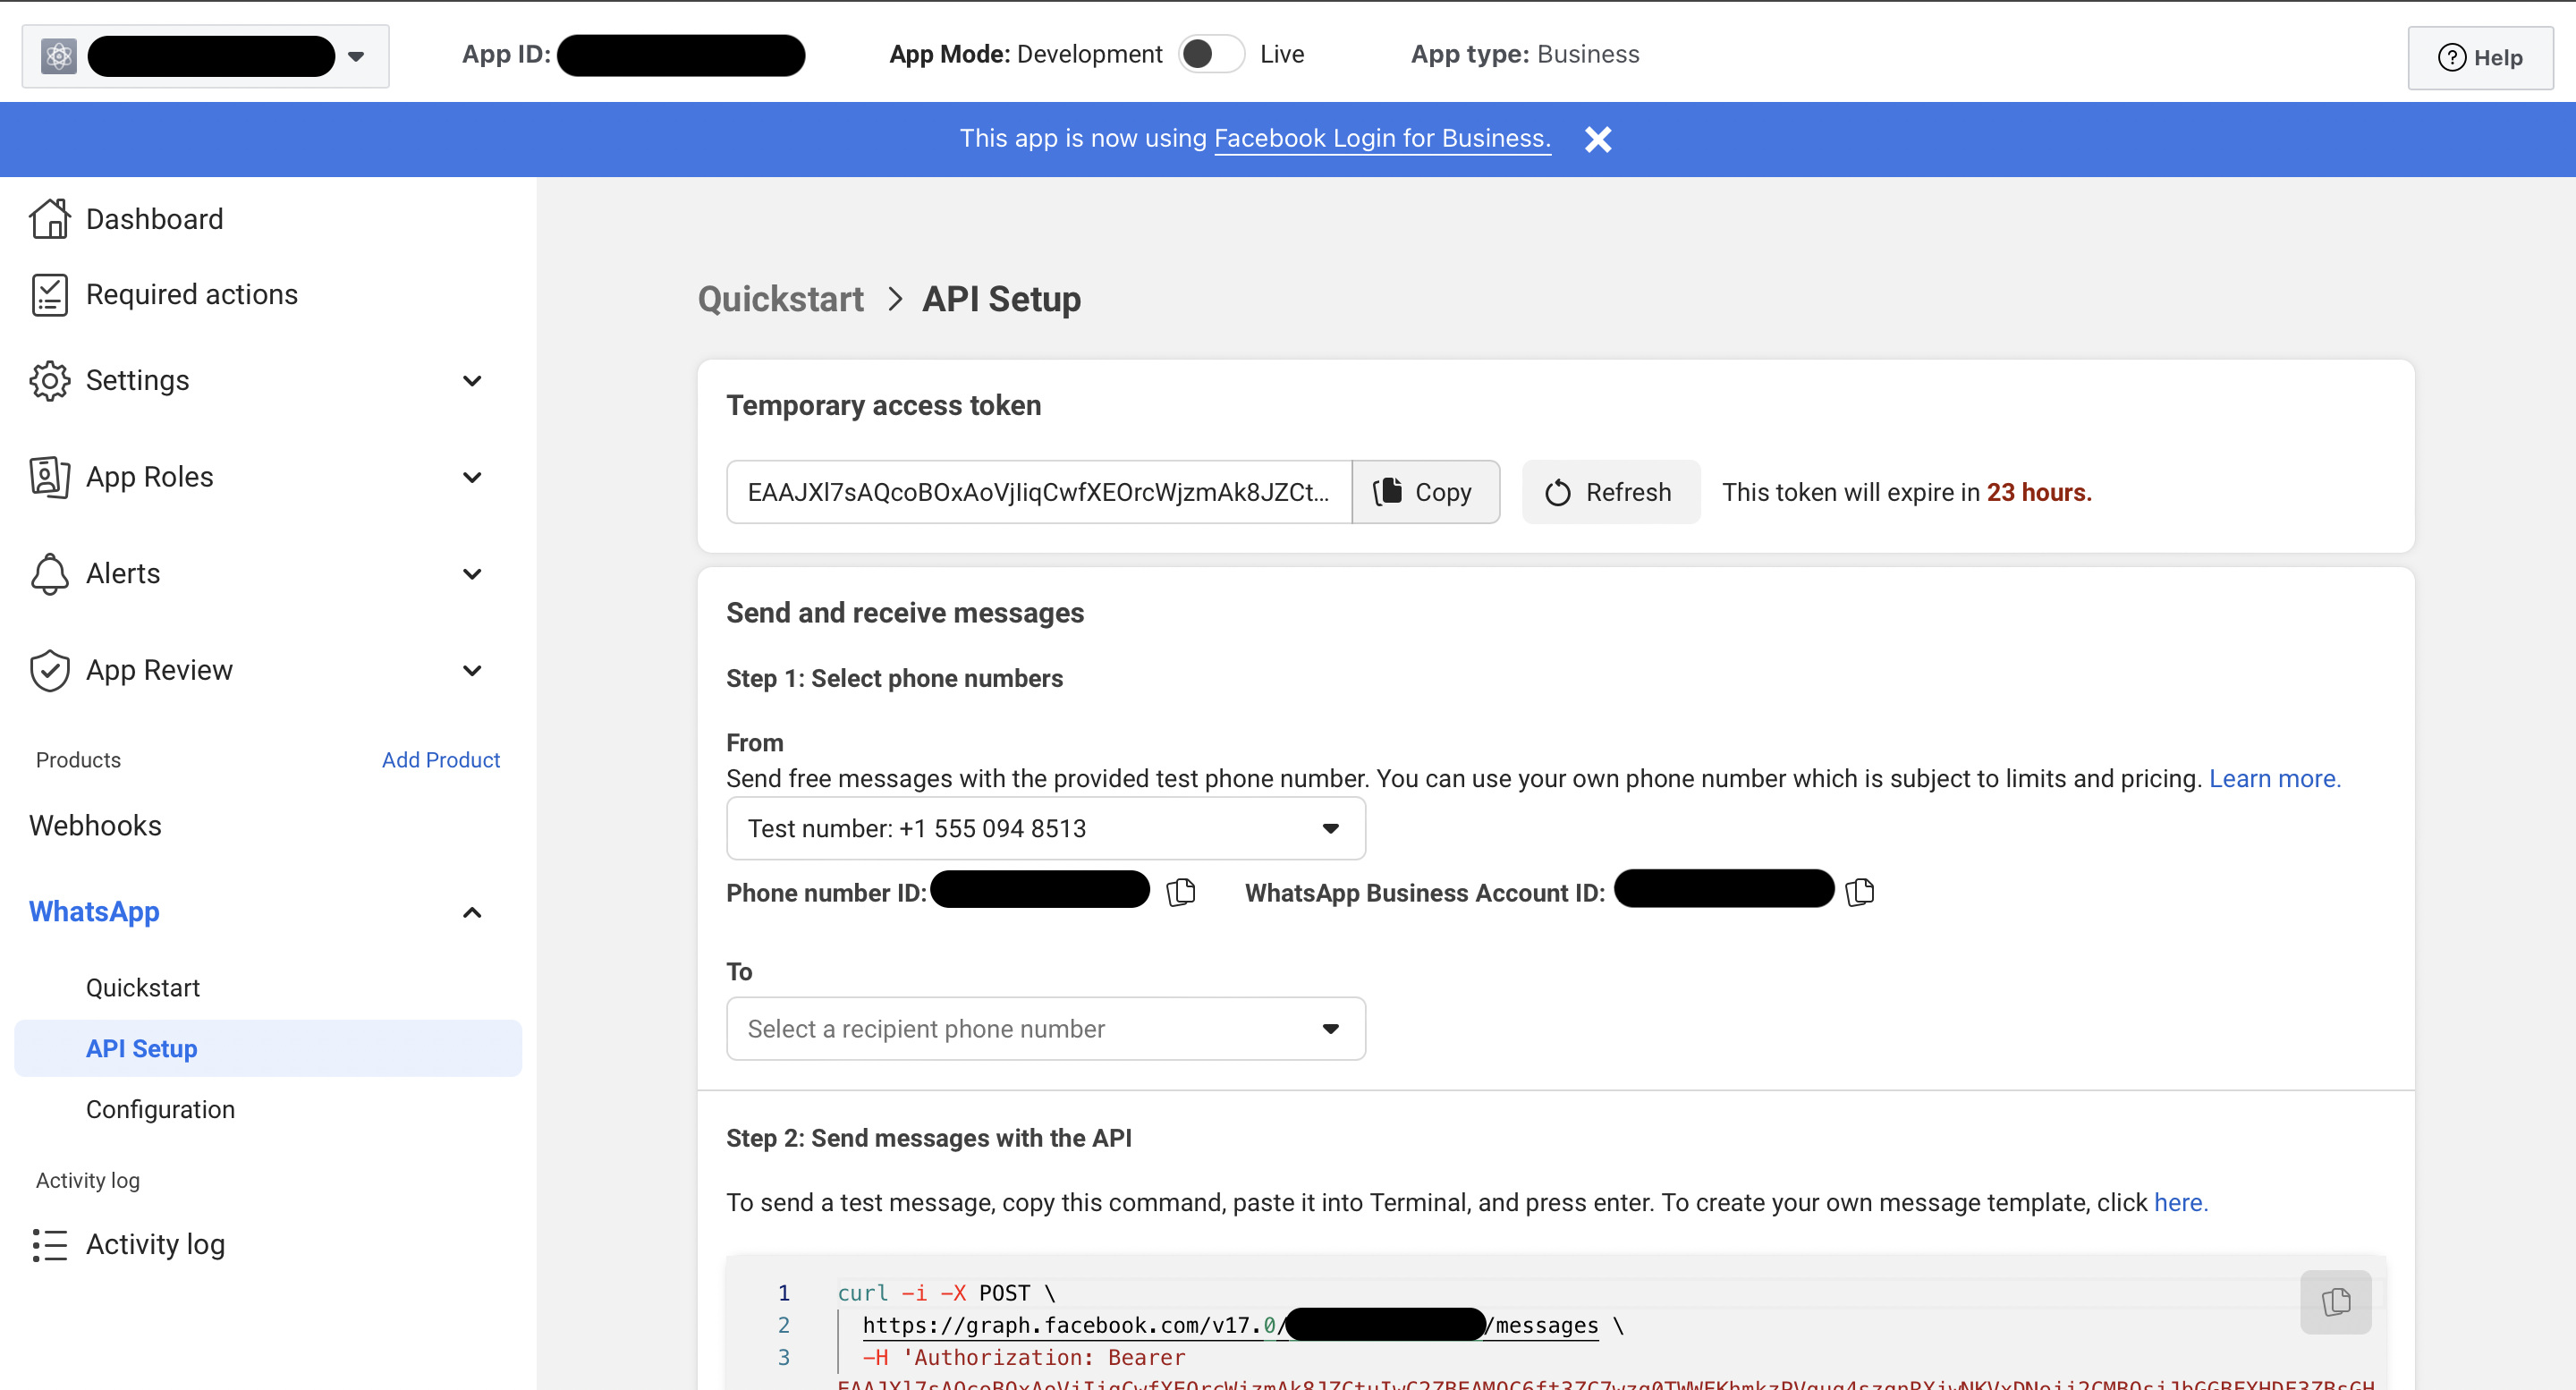 App ID:
App Mode: Development Live
App type: Business
Help
This app is now using Facebook Login for Business.
Dashboard
Required actions
Settings
App Roles
Alerts
App Review
Products
Add Product
Webhooks
WhatsApp
Quickstart
API Setup
Configuration
Activity log
Activity log
Quickstart > API Setup
Temporary access token
EAAJXl7sAQcoBOxAoVjIiqCwfXEOrcWjzmAk8JZCt...
Copy
Refresh
This token will expire in 23 hours.
Send and receive messages
Step 1: Select phone numbers
From
Send free messages with the provided test phone number. You can use your own phone number which is subject to limits and pricing. Learn more.
Test number: +1 555 094 8513
Phone number ID:
WhatsApp Business Account ID:
To
Select a recipient phone number
Step 2: Send messages with the API
To send a test message, copy this command, paste it into Terminal, and press enter. To create your own message template, click here.
1 curl -i -X POST \
2 https://graph.facebook.com/v17.0/ /messages \
3 -H 'Authorization: Bearer